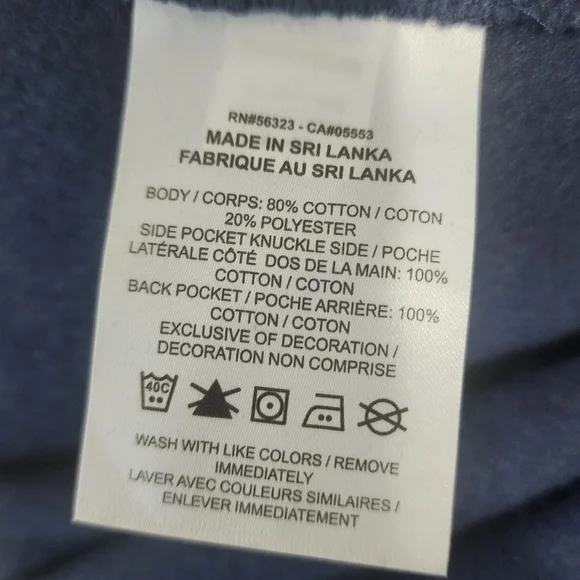 RN#56323 - CA#05553
MADE IN SRI LANKA
FABRIQUE AU SRI LANKA
BODY / CORPS: 80% COTTON / COTON
20% POLYESTER
SIDE POCKET KNUCKLE SIDE / POCHE
LATÉRALE CÔTÉ DOS DE LA MAIN: 100%
COTTON / COTON
BACK POCKET / POCHE ARRIÈRE: 100%
COTTON / COTON
EXCLUSIVE OF DECORATION /
DECORATION NON COMPRISE
40C
WASH WITH LIKE COLORS / REMOVE
IMMEDIATELY
LAVER AVEC COULEURS SIMILAIRES /
ENLEVER IMMEDIATEMENT